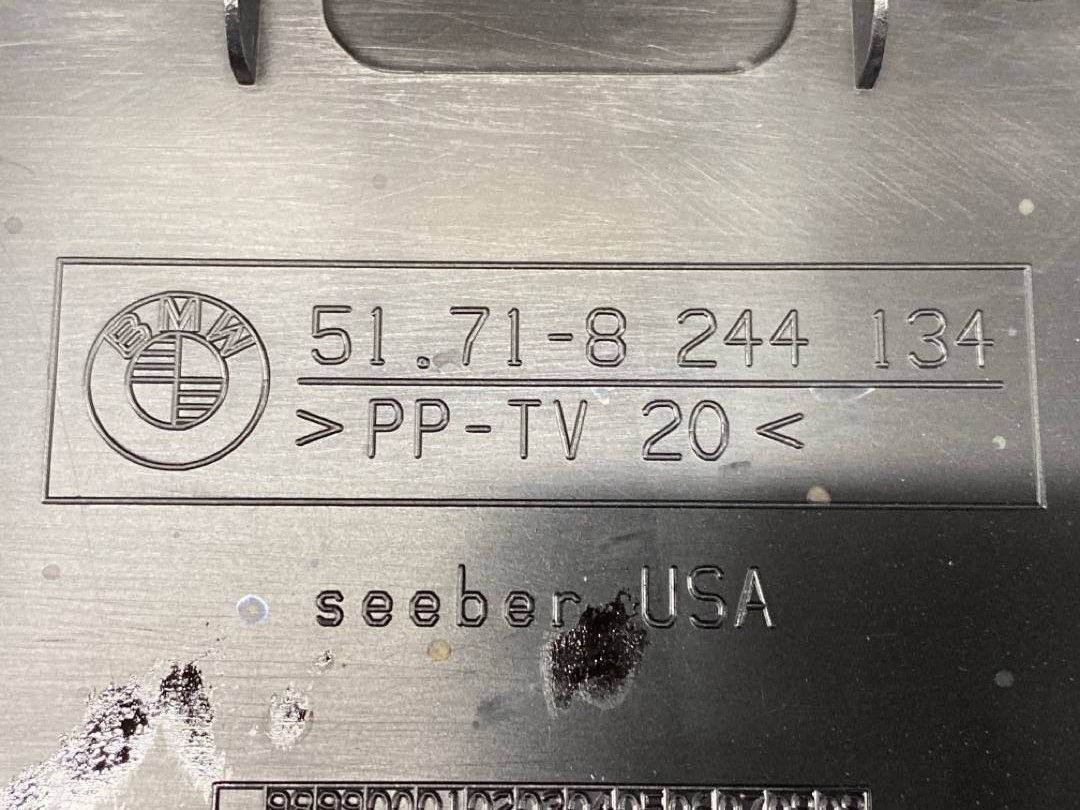 BMW
51.71-8 244 134
>PP-TV 20<
seeber USA